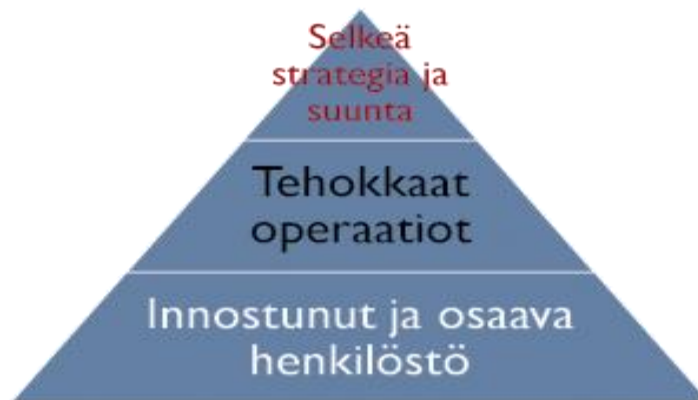 Selkeä
strategia ja
suunta
Tehokkaat
operaatiot
Innostunut ja osaava
henkilöstö